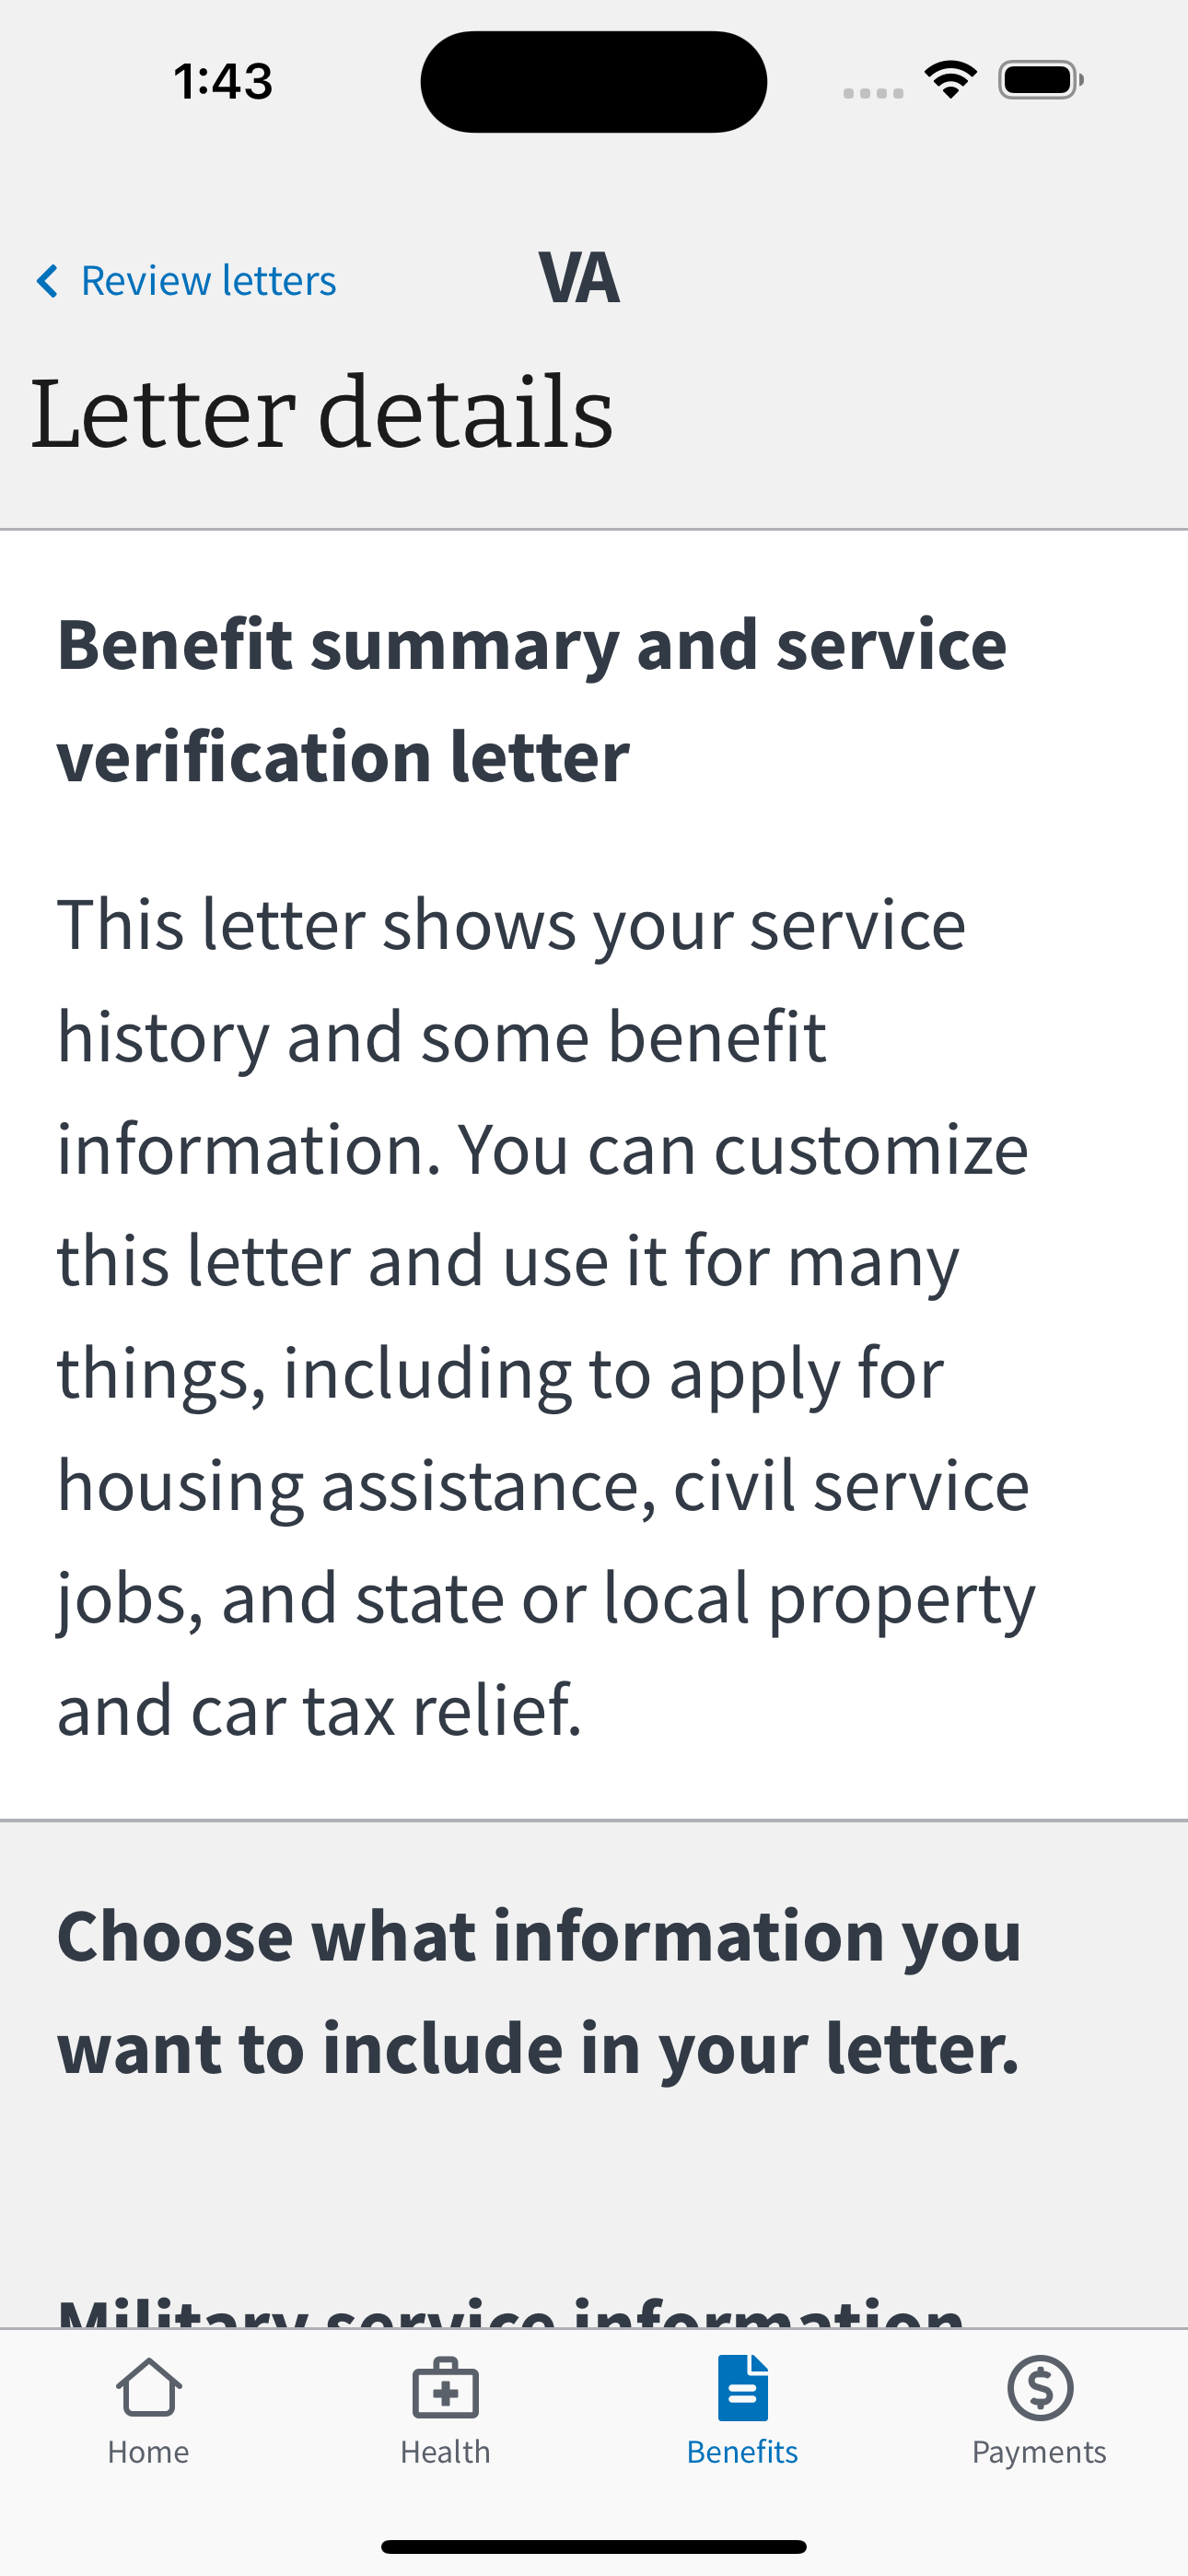 1:43
Review letters
VA
Letter details
Benefit summary and service
verification letter
This letter shows your service
history and some benefit
information. You can customize
this letter and use it for many
things, including to apply for
housing assistance, civil service
jobs, and state or local property
and car tax relief.
Choose what information you
want to include in your letter.
Military service information
Home
Health
Benefits
Payments